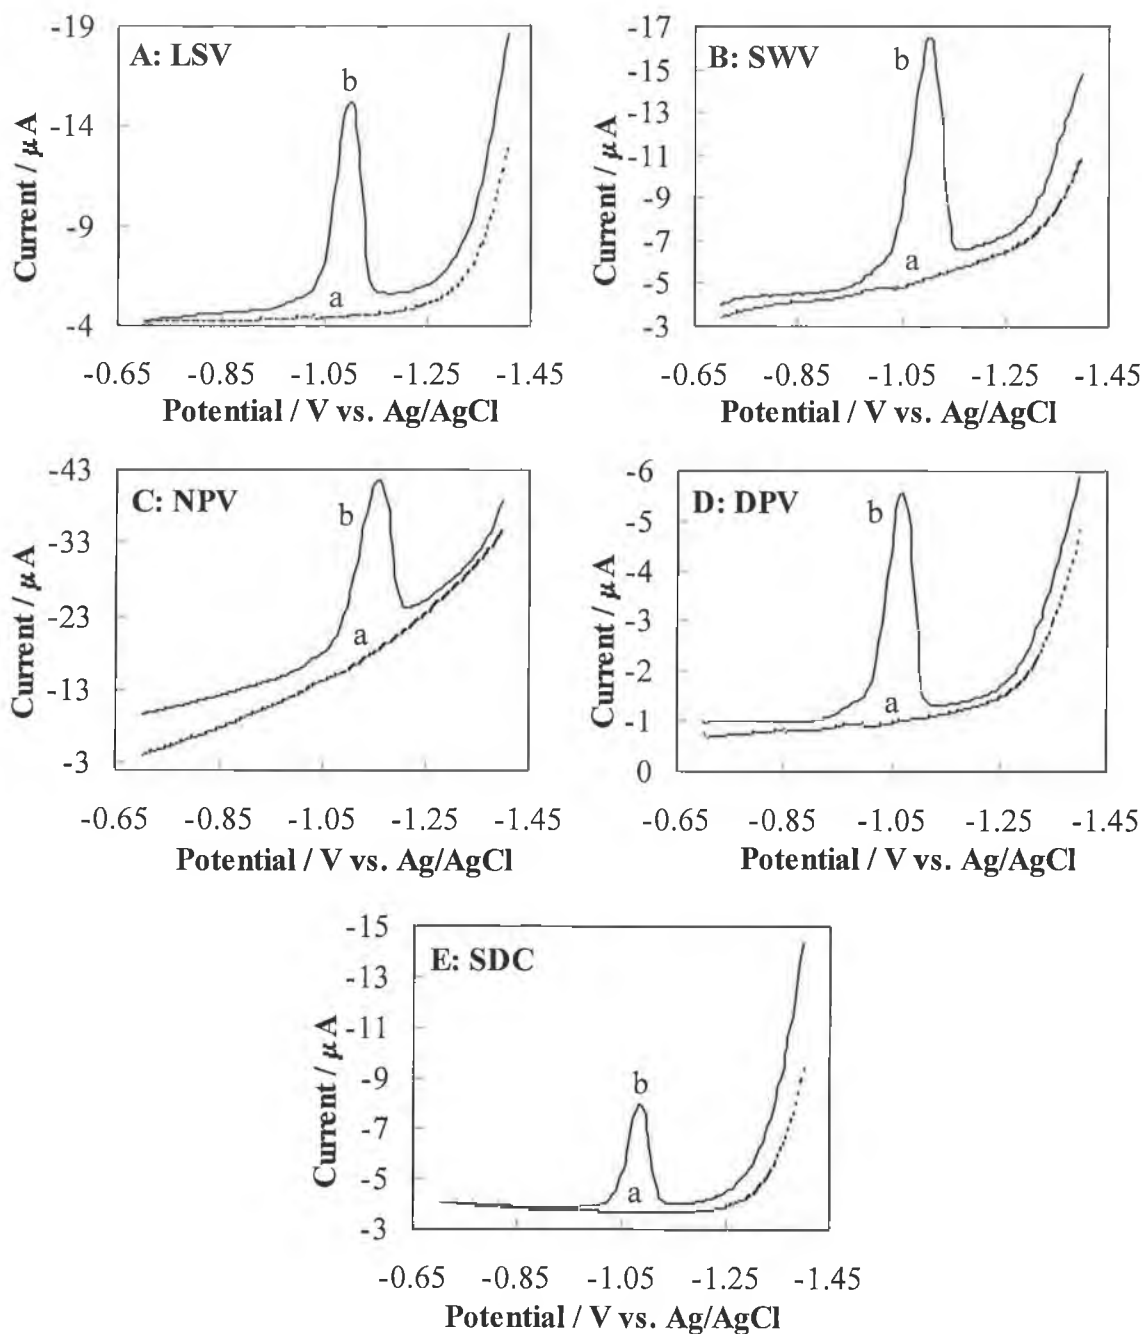 A: LSV
b
a
-19
-14
-9
-4
Current / μA
-0.65 -0.85 -1.05 -1.25 -1.45
Potential / V vs. Ag/AgCl
B: SWV
b
a
-17
-15
-13
-11
-9
-7
-5
-3
Current / μA
-0.65 -0.85 -1.05 -1.25 -1.45
Potential / V vs. Ag/AgCl
C: NPV
b
a
-43
-33
-23
-13
-3
Current / μA
-0.65 -0.85 -1.05 -1.25 -1.45
Potential / V vs. Ag/AgCl
D: DPV
b
a
-6
-5
-4
-3
-2
-1
0
Current / μA
-0.65 -0.85 -1.05 -1.25 -1.45
Potential / V vs. Ag/AgCl
E: SDC
b
a
-15
-13
-11
-9
-7
-5
-3
Current / μA
-0.65 -0.85 -1.05 -1.25 -1.45
Potential / V vs. Ag/AgCl